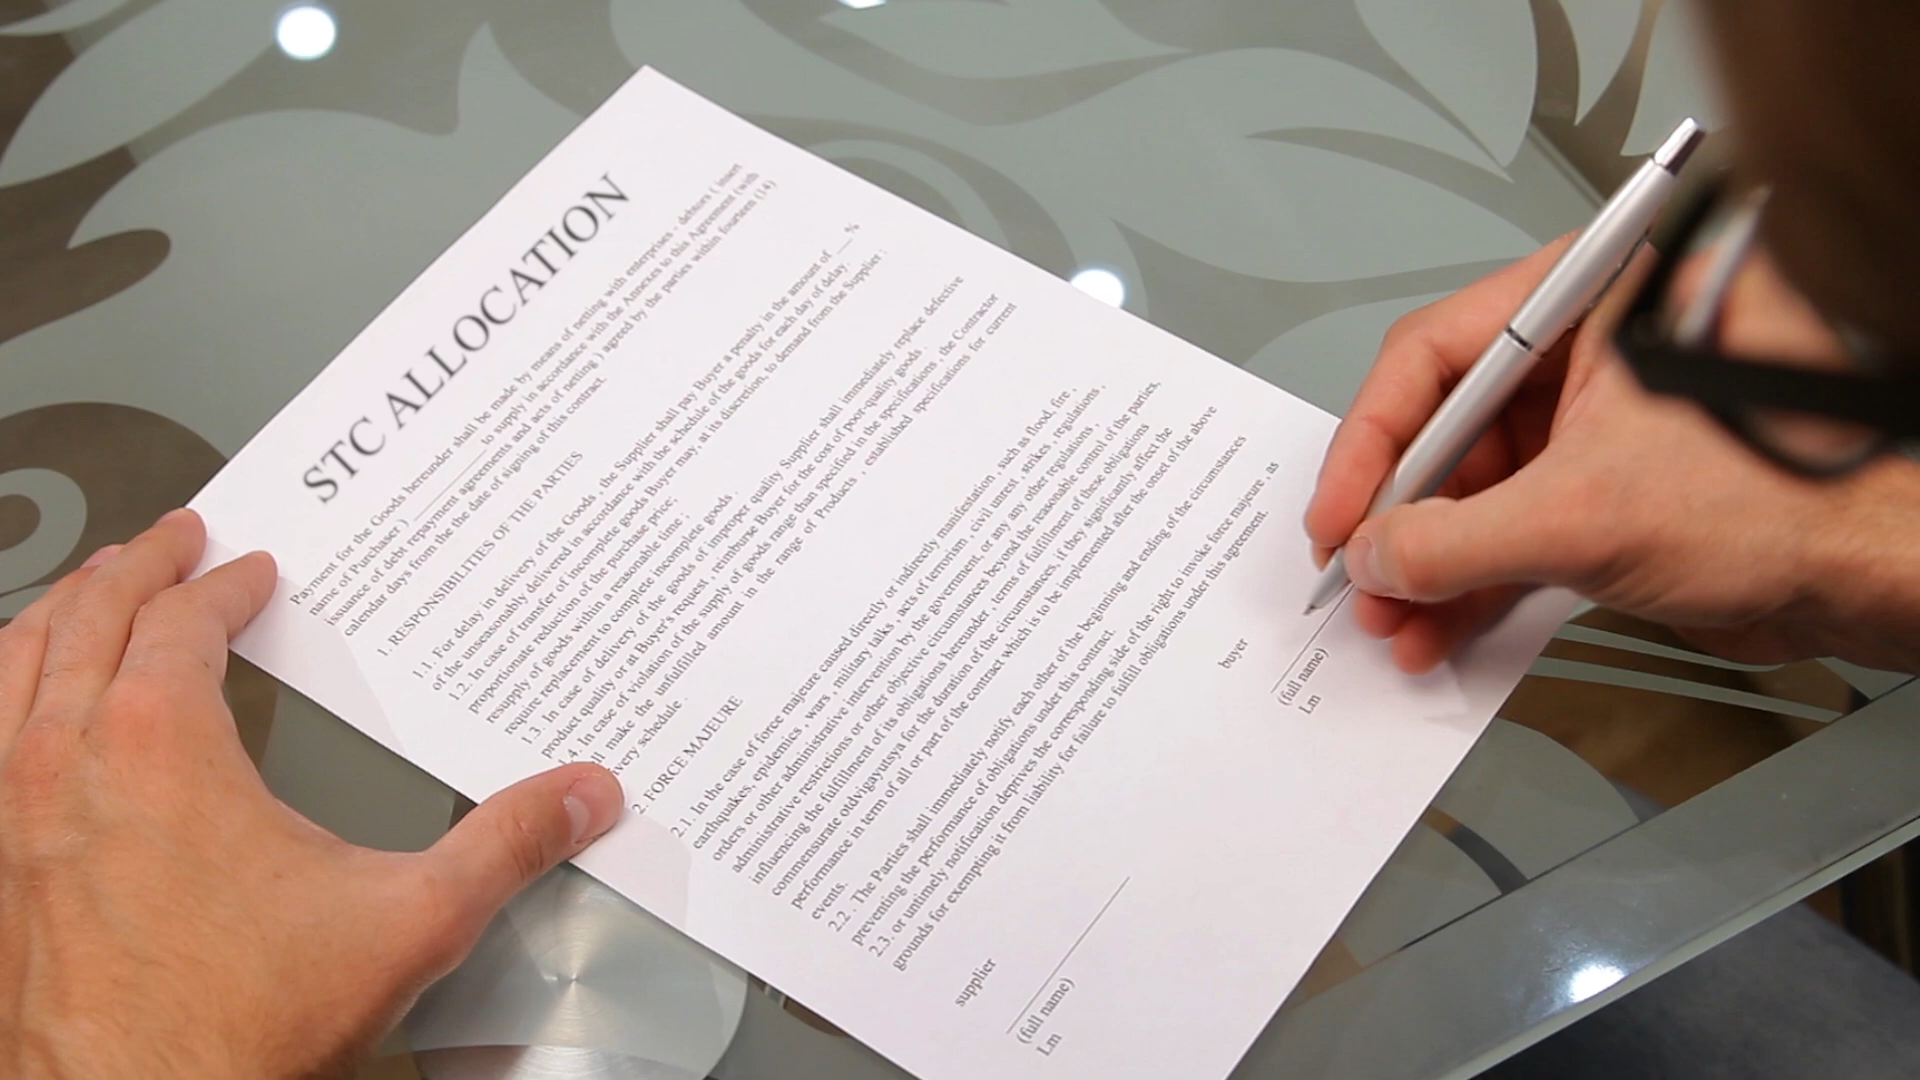 STC ALLOCATION
Payment for the Goods hereunder shall be made by means of netting with enterprises - debtors ( insert
name of Purchaser ) __________ to supply in accordance with the Annexes to this Agreement (with
issuance of debt repayment agreements and acts of netting ) agreed by the parties within fourteen (14)
calendar days from the date of signing of this contract.
1. RESPONSIBILITIES OF THE PARTIES
1.1. For delay in delivery of the Goods , the Supplier shall pay Buyer a penalty in the amount of __ %
of the unseasonably delivered in accordance with the schedule of the goods for each day of delay.
1.2. In case of transfer of incomplete goods Buyer may, at its discretion, to demand from the Supplier :
proportionate reduction of the purchase price;
resupply of goods within a reasonable time ;
require replacement to complete incomplete goods .
1.3. In case of delivery of the goods of improper quality Supplier shall immediately replace defective
product quality or at Buyer's request , reimburse Buyer for the cost of poor-quality goods .
4. In case of violation of the supply of goods range than specified in the specifications , the Contractor
make the unfulfilled amount in the range of Products , established specifications for current
schedule .
2. FORCE MAJEURE
2.1. In the case of force majeure caused directly or indirectly manifestation , such as flood, fire ,
earthquakes, epidemics , wars , military talks , acts of terrorism , civil unrest , strikes , regulations ,
orders or other administrative intervention by the government, or any any other regulations ,
administrative restrictions or other objective circumstances beyond the reasonable control of the parties,
influencing the fulfillment of its obligations hereunder , terms of fulfillment of these obligations
commensurate otdvigayutsya for the duration of the circumstances, if they significantly affect the
performance in term of all or part of the contract which is to be implemented after the onset of the above
events.
2.2 . The Parties shall immediately notify each other of the beginning and ending of the circumstances
preventing the performance of obligations under this contract.
2.3. or untimely notification deprives the corresponding side of the right to invoke force majeure , as
grounds for exempting it from liability for failure to fulfill obligations under this agreement.
supplier
(full name)
Lm
buyer
(full name)
Lm